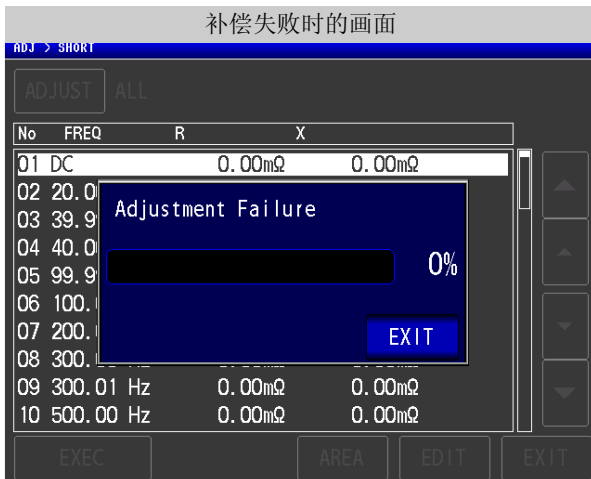 补偿失败时的画面
ADJ > SHORT
ADJUST ALL
No FREQ R X
01 DC 0.00mΩ 0.00mΩ
02 20.0
03 39.9
04 40.0
05 99.9
06 100.
07 200.
08 300.
09 300.01 Hz 0.00mΩ 0.00mΩ
10 500.00 Hz 0.00mΩ 0.00mΩ
Adjustment Failure
0%
EXIT
EXEC AREA EDIT EXIT